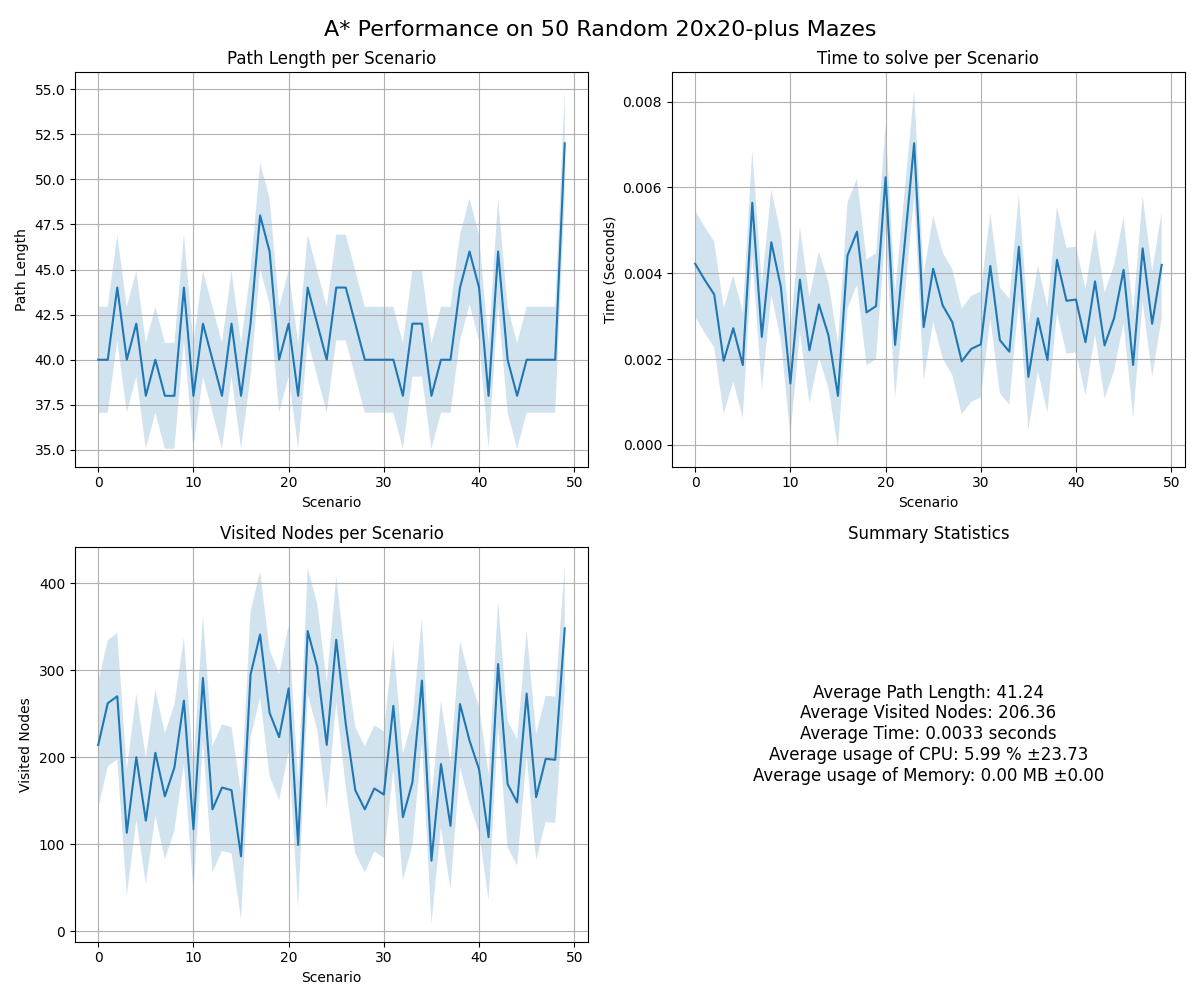 A* Performance on 50 Random 20x20-plus Mazes
Path Length per Scenario
55.0
52.5
50.0
47.5
45.0
42.5
40.0
37.5
35.0
Path Length
0 10 20 30 40 50
Scenario
Time to solve per Scenario
0.008
0.006
0.004
0.002
0.000
Time (Seconds)
0 10 20 30 40 50
Scenario
Visited Nodes per Scenario
400
300
200
100
0
Visited Nodes
0 10 20 30 40 50
Scenario
Summary Statistics
Average Path Length: 41.24
Average Visited Nodes: 206.36
Average Time: 0.0033 seconds
Average usage of CPU: 5.99 % ±23.73
Average usage of Memory: 0.00 MB ±0.00